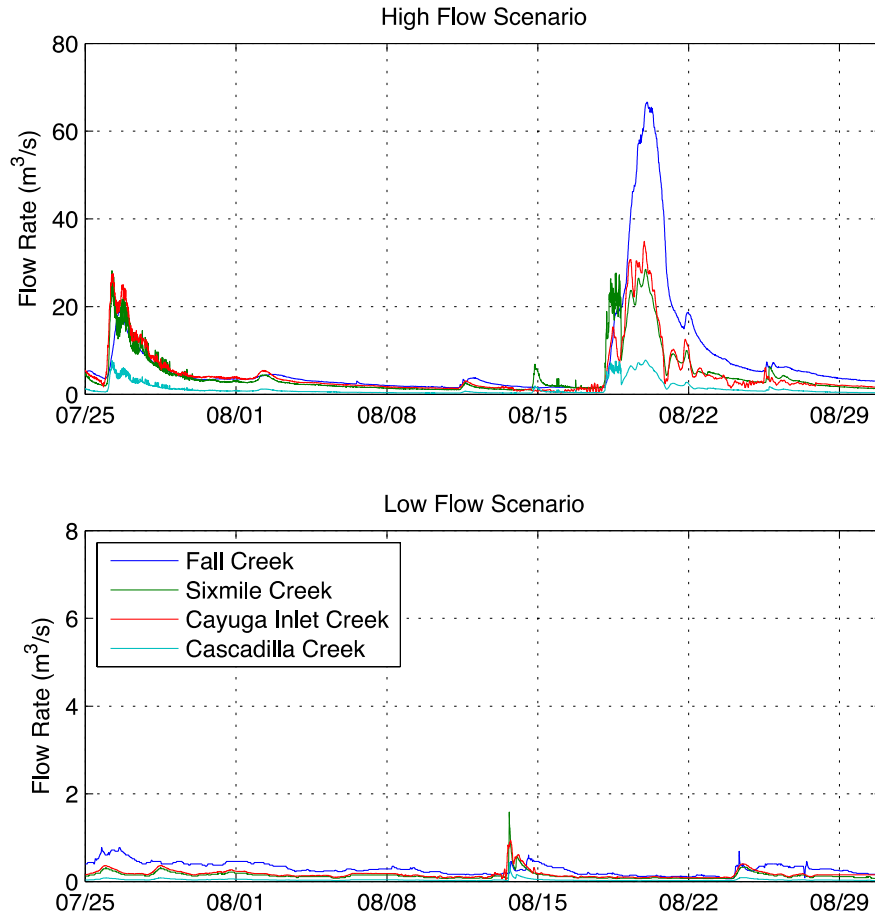 High Flow Scenario
80
60
40
20
0
Flow Rate (m³/s)
07/25 08/01 08/08 08/15 08/22 08/29
Low Flow Scenario
8
6
4
2
0
Flow Rate (m³/s)
Fall Creek
Sixmile Creek
Cayuga Inlet Creek
Cascadilla Creek
07/25 08/01 08/08 08/15 08/22 08/29